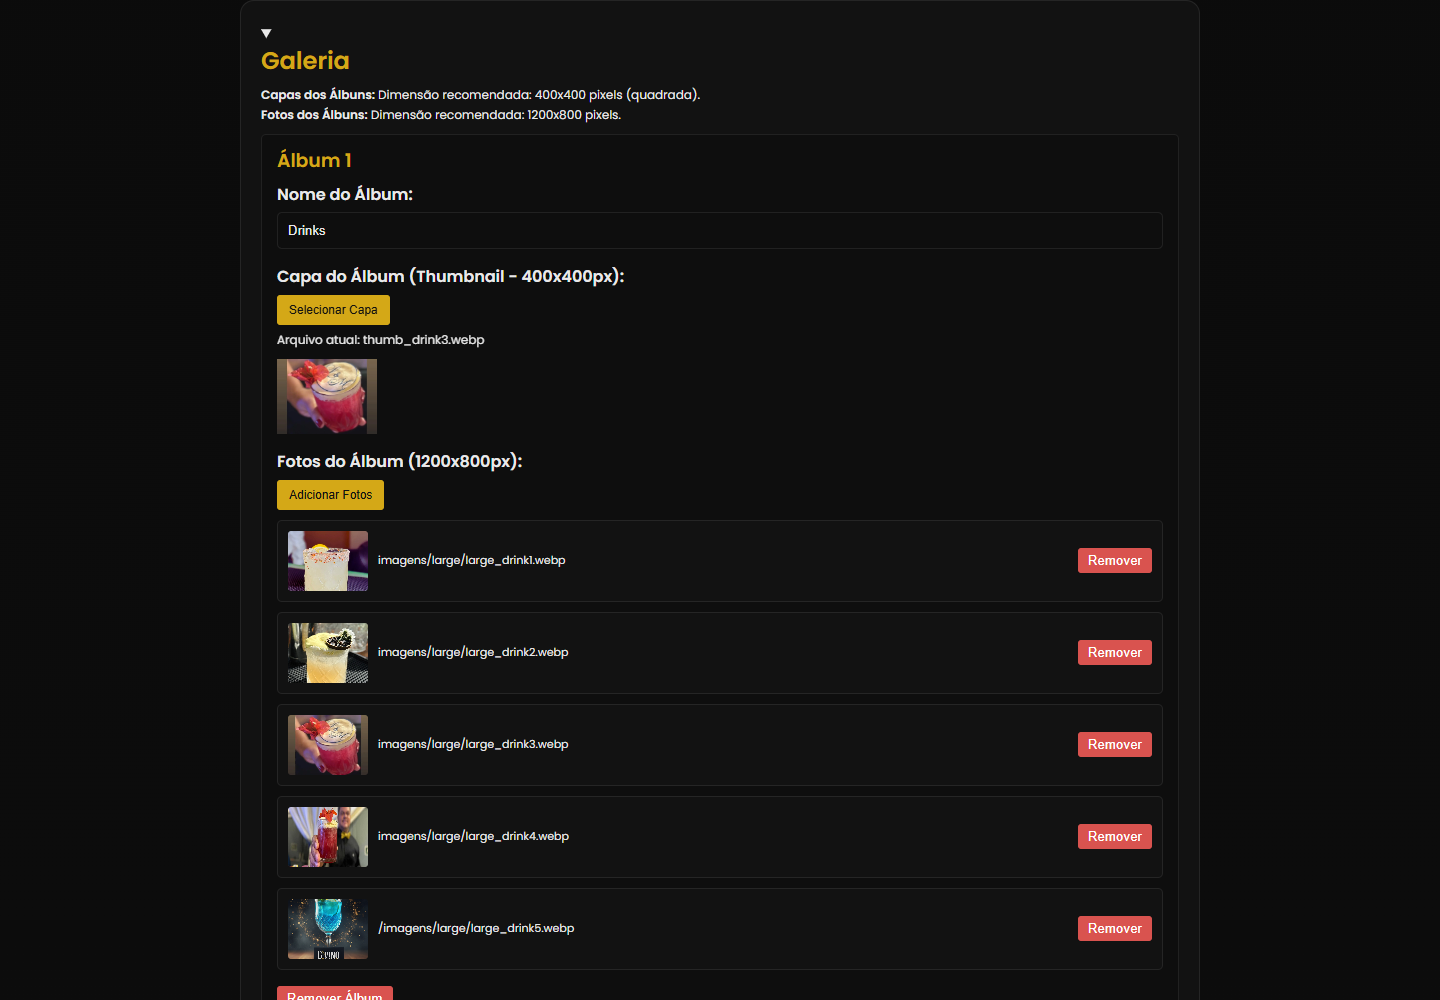 Galeria
Capas dos Álbuns: Dimensão recomendada: 400x400 pixels (quadrada).
Fotos dos Álbuns: Dimensão recomendada: 1200x800 pixels.
Álbum 1
Nome do Álbum:
Drinks
Capa do Álbum (Thumbnail - 400x400px):
Selecionar Capa
Arquivo atual: thumb_drink3.webp
Fotos do Álbum (1200x800px):
Adicionar Fotos
imagens/large/large_drink1.webp
Remover
imagens/large/large_drink2.webp
Remover
imagens/large/large_drink3.webp
Remover
imagens/large/large_drink4.webp
Remover
/imagens/large/large_drink5.webp
Remover
Remover Álbum